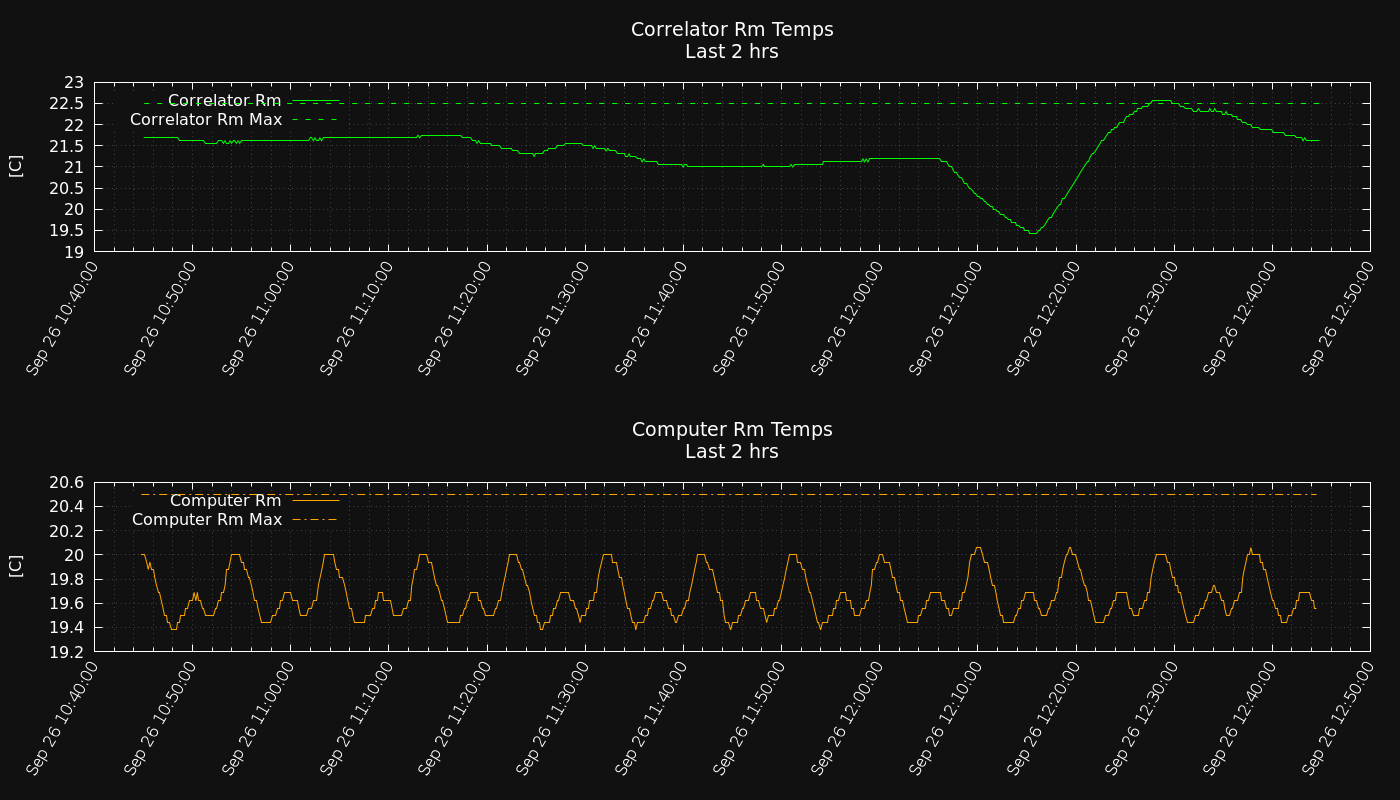 Correlator Rm Temps
Last 2 hrs
[C]
23
22.5
22
21.5
21
20.5
20
19.5
19
Correlator Rm
Correlator Rm Max
Sep 26 10:40:00
Sep 26 10:50:00
Sep 26 11:00:00
Sep 26 11:10:00
Sep 26 11:20:00
Sep 26 11:30:00
Sep 26 11:40:00
Sep 26 11:50:00
Sep 26 12:00:00
Sep 26 12:10:00
Sep 26 12:20:00
Sep 26 12:30:00
Sep 26 12:40:00
Sep 26 12:50:00
Computer Rm Temps
Last 2 hrs
[C]
20.6
20.4
20.2
20
19.8
19.6
19.4
19.2
Computer Rm
Computer Rm Max
Sep 26 10:40:00
Sep 26 10:50:00
Sep 26 11:00:00
Sep 26 11:10:00
Sep 26 11:20:00
Sep 26 11:30:00
Sep 26 11:40:00
Sep 26 11:50:00
Sep 26 12:00:00
Sep 26 12:10:00
Sep 26 12:20:00
Sep 26 12:30:00
Sep 26 12:40:00
Sep 26 12:50:00